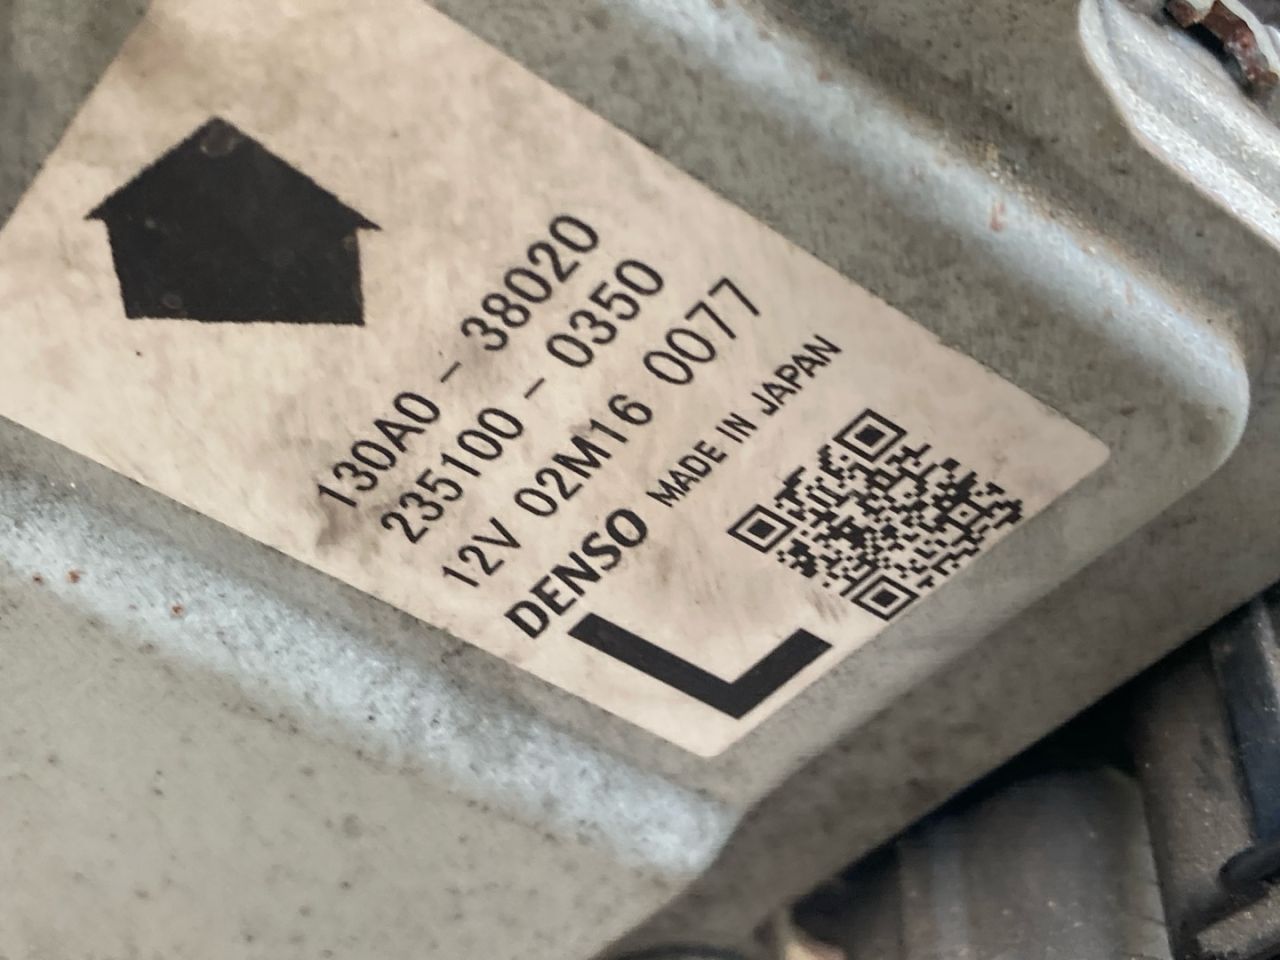 130A0-38020
235100-0350
12V 02M16 0077
DENSO MADE IN JAPAN
L